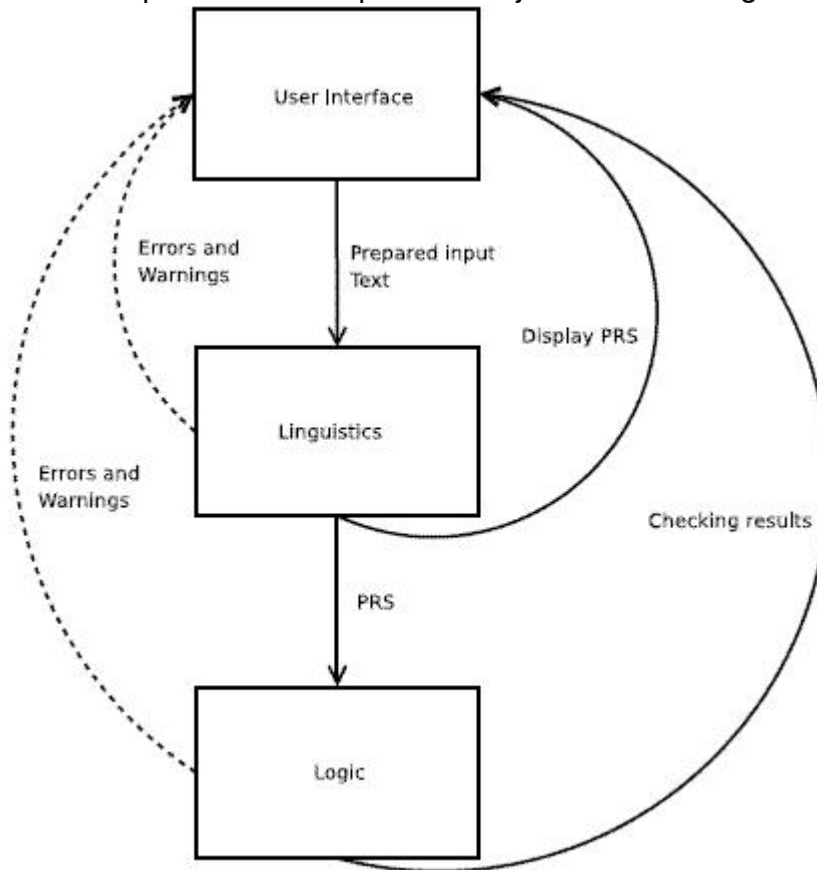 User Interface
Errors and
Warnings
Prepared input
Text
Display PRS
Linguistics
Errors and
Warnings
Checking results
PRS
Logic